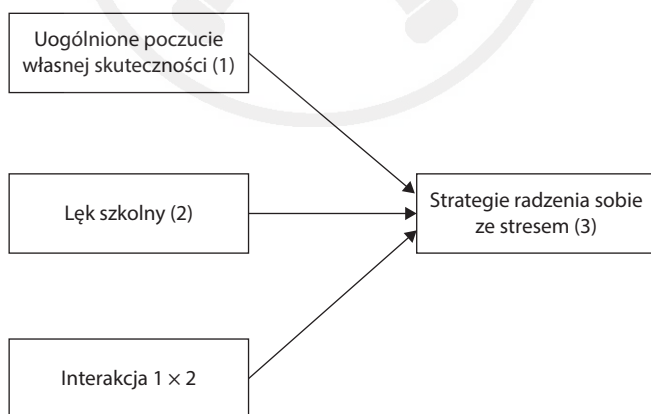 Uogólnione poczucie
własnej skuteczności (1)
Lęk szkolny (2)
Strategie radzenia sobie
ze stresem (3)
Interakcja 1 × 2